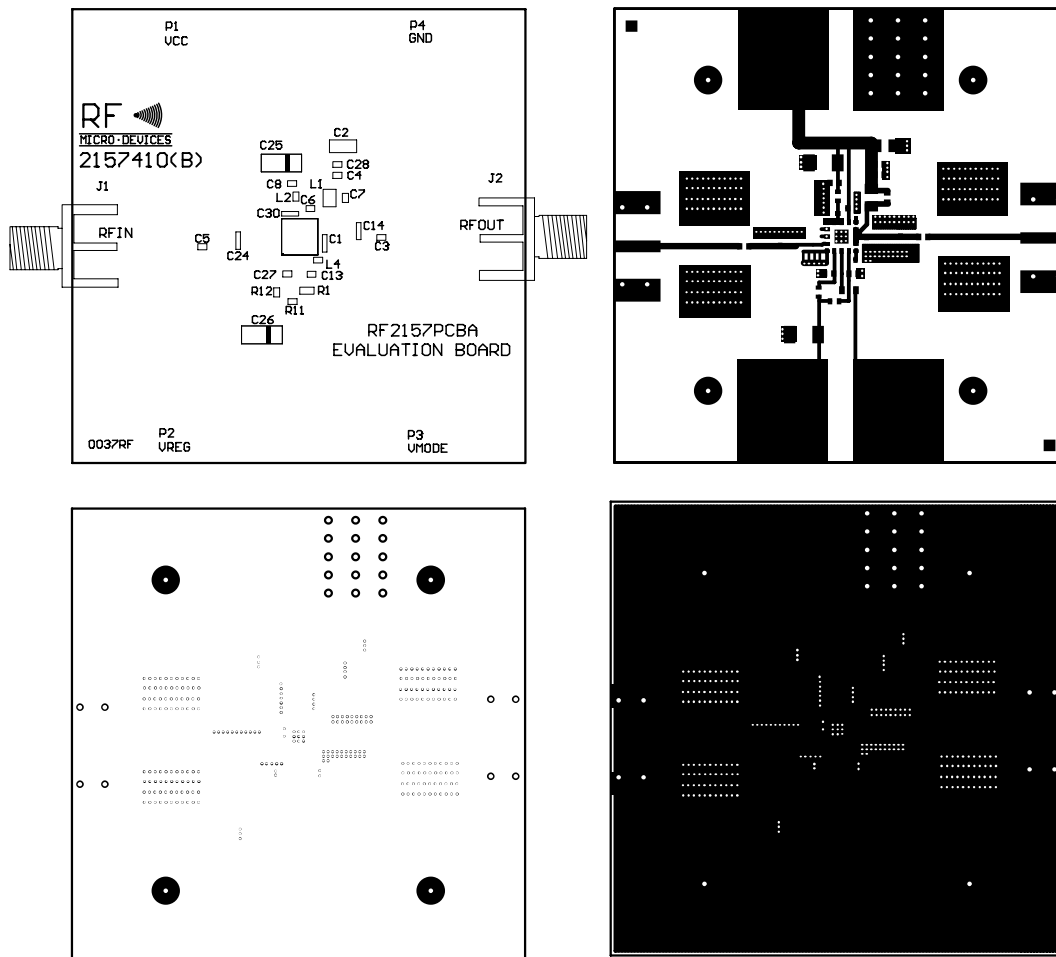 P1
VCC
P4
GND
RF
MICRO·DEVICES
2157410(B)
C2
C25
C28
C4
C8
L1
C7
L2
C6
C30
J1
J2
C14
RFIN
RFOUT
C5
C24
C1
C3
L4
C27
C13
R12
R1
R11
C26
RF2157PCBA
EVALUATION BOARD
0037RF
P2
VREG
P3
VMODE